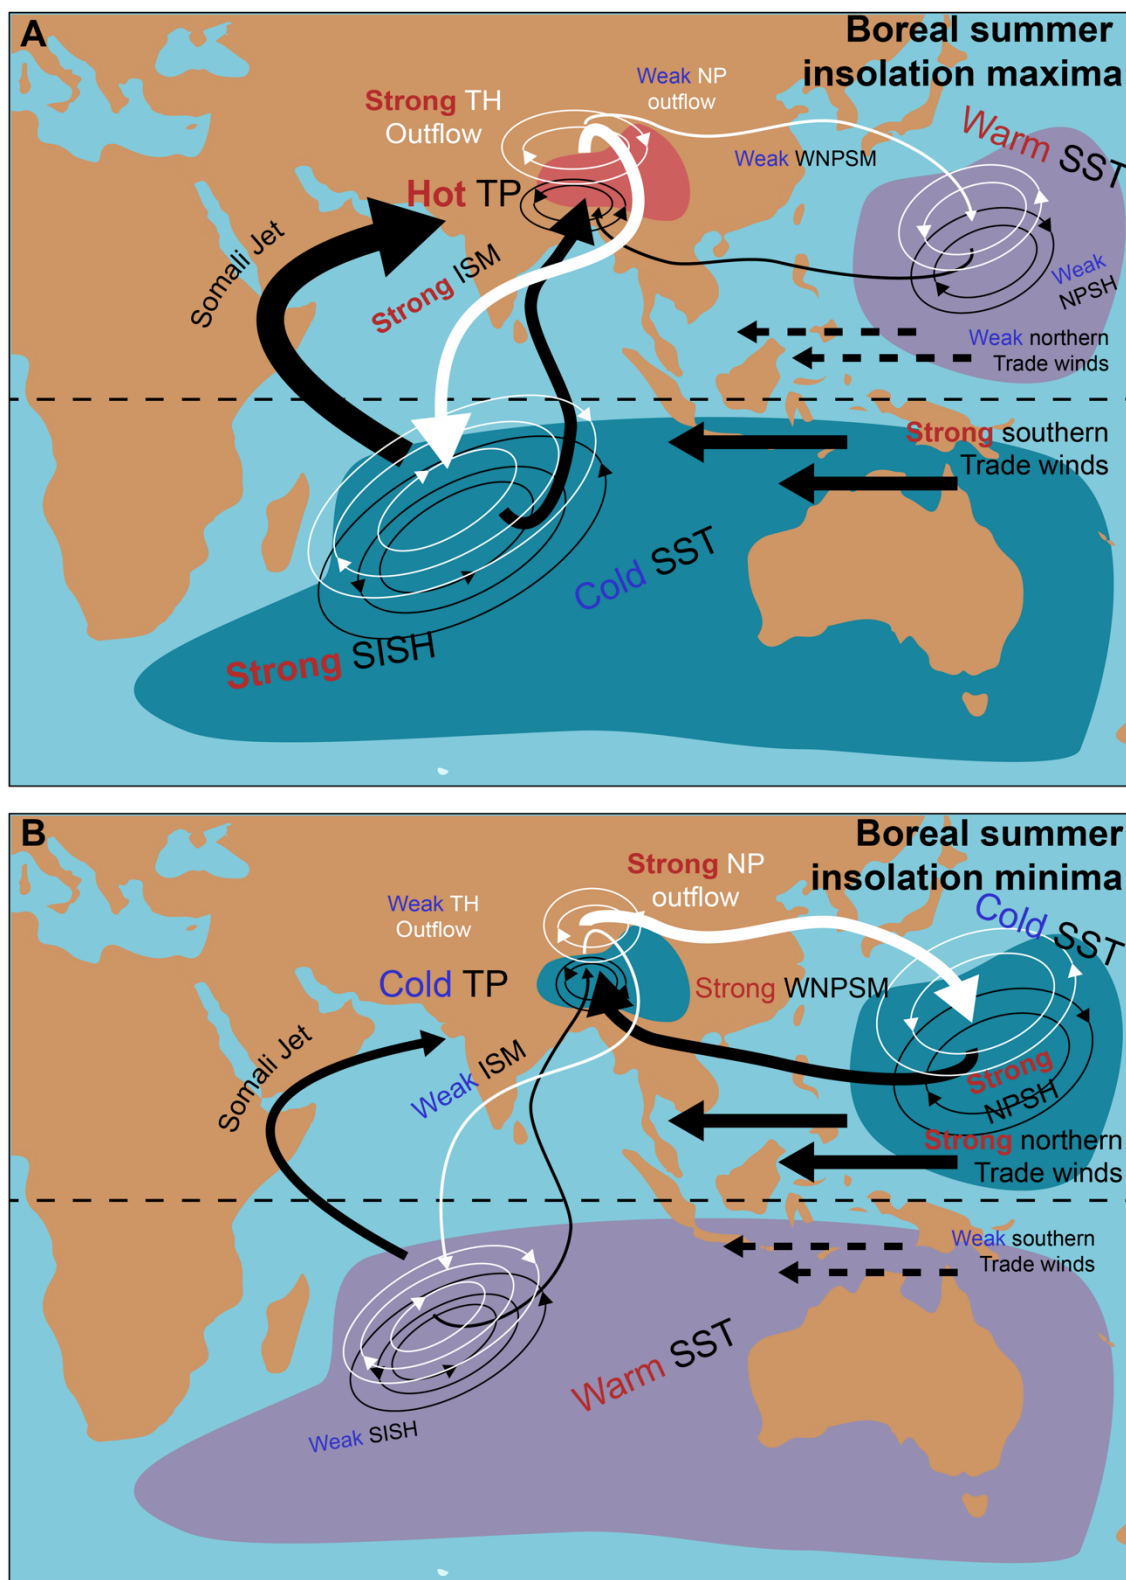 A
Boreal summer
insolation maxima
Weak NP
outflow
Strong TH
Outflow
Warm SST
Weak WNPSM
Hot TP
Somali Jet
Strong ISM
Weak
NPSH
Weak northern
Trade winds
Strong southern
Trade winds
Cold SST
Strong SISH
B
Boreal summer
insolation minima
Strong NP
outflow
Weak TH
Outflow
Cold SST
Cold TP
Strong WNPSM
Somali Jet
Weak ISM
Strong
NPSH
Strong northern
Trade winds
Weak southern
Trade winds
Warm SST
Weak SISH